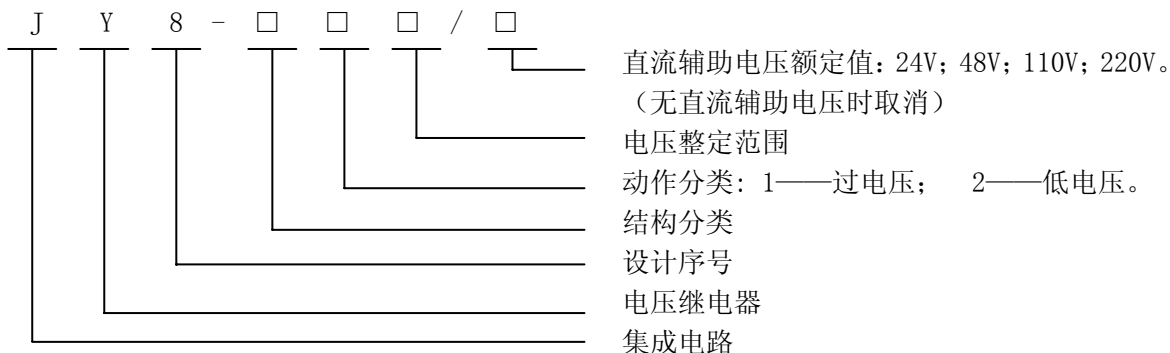 J Y 8 - □ □ □ / □
直流辅助电压额定值：24V；48V；110V；220V。
（无直流辅助电压时取消）
电压整定范围
动作分类：1——过电压； 2——低电压。
结构分类
设计序号
电压继电器
集成电路